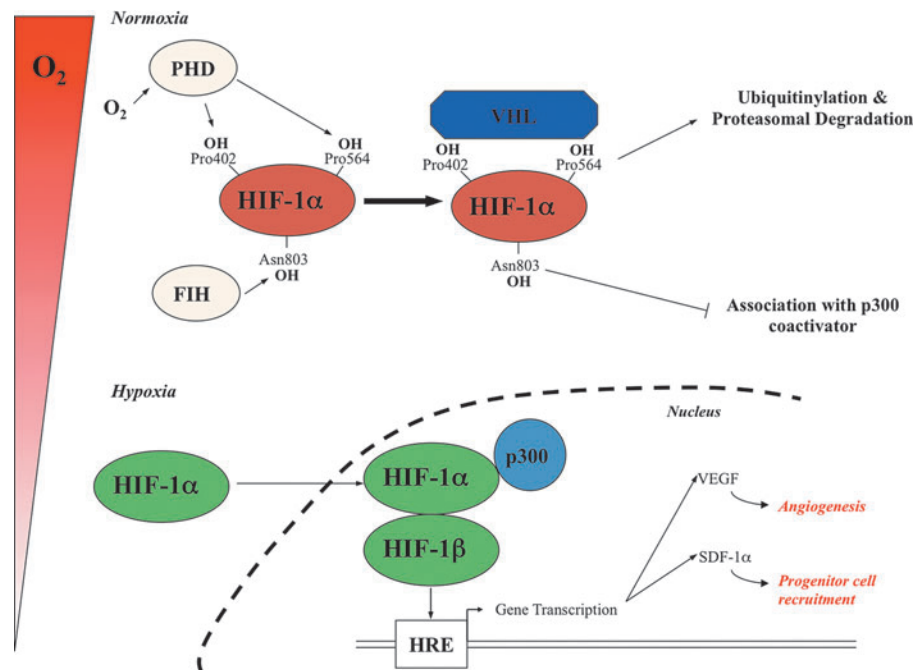 Normoxia
O2
PHD
O2
OH
Pro402
OH
Pro564
HIF-1α
Asn803
OH
FIH
VHL
OH
Pro402
OH
Pro564
HIF-1α
Asn803
OH
Ubiquitinylation &
Proteasomal Degradation
Association with p300
coactivator
Hypoxia
Nucleus
HIF-1α
HIF-1α
p300
HIF-1β
HRE
Gene Transcription
VEGF
Angiogenesis
SDF-1α
Progenitor cell
recruitment